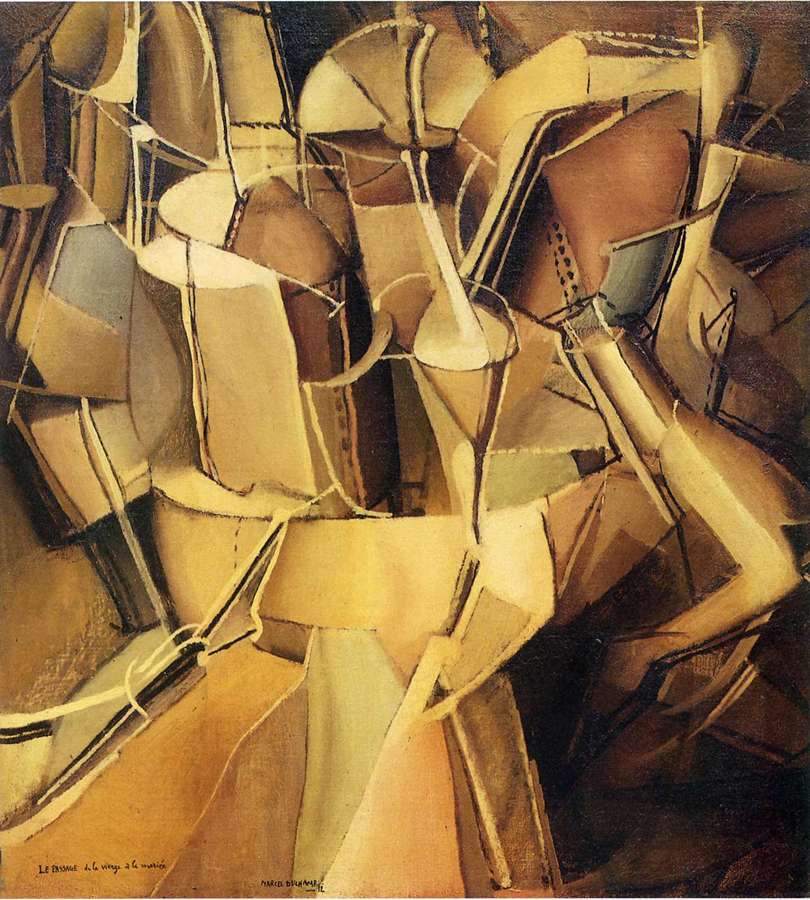 LE PASSAGE de la vierge à la mariée
MARCEL DUCHAMP
12